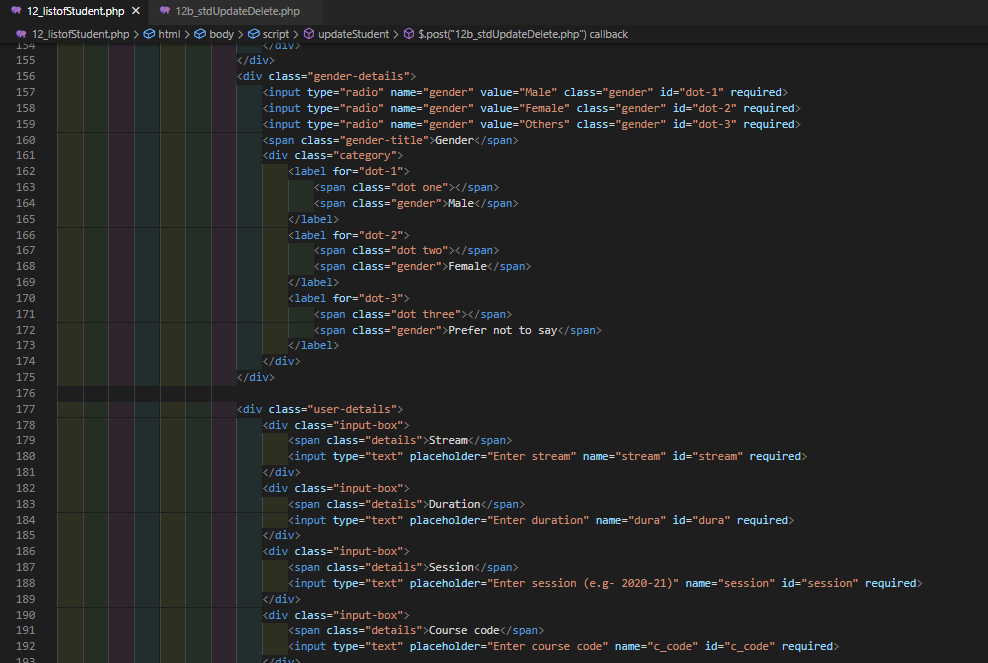 12_listofStudent.php × 12b_stdUpdateDelete.php
12_listofStudent.php > html > body > script > updateStudent > $.post("12b_stdUpdateDelete.php") callback
154 </div>
155 </div>
156 <div class="gender-details">
157 <input type="radio" name="gender" value="Male" class="gender" id="dot-1" required>
158 <input type="radio" name="gender" value="Female" class="gender" id="dot-2" required>
159 <input type="radio" name="gender" value="Others" class="gender" id="dot-3" required>
160 <span class="gender-title">Gender</span>
161 <div class="category">
162 <label for="dot-1">
163 <span class="dot one"></span>
164 <span class="gender">Male</span>
165 </label>
166 <label for="dot-2">
167 <span class="dot two"></span>
168 <span class="gender">Female</span>
169 </label>
170 <label for="dot-3">
171 <span class="dot three"></span>
172 <span class="gender">Prefer not to say</span>
173 </label>
174 </div>
175 </div>
176
177 <div class="user-details">
178 <div class="input-box">
179 <span class="details">Stream</span>
180 <input type="text" placeholder="Enter stream" name="stream" id="stream" required>
181 </div>
182 <div class="input-box">
183 <span class="details">Duration</span>
184 <input type="text" placeholder="Enter duration" name="dura" id="dura" required>
185 </div>
186 <div class="input-box">
187 <span class="details">Session</span>
188 <input type="text" placeholder="Enter session (e.g- 2020-21)" name="session" id="session" required>
189 </div>
190 <div class="input-box">
191 <span class="details">Course code</span>
192 <input type="text" placeholder="Enter course code" name="c_code" id="c_code" required>
193 </div>